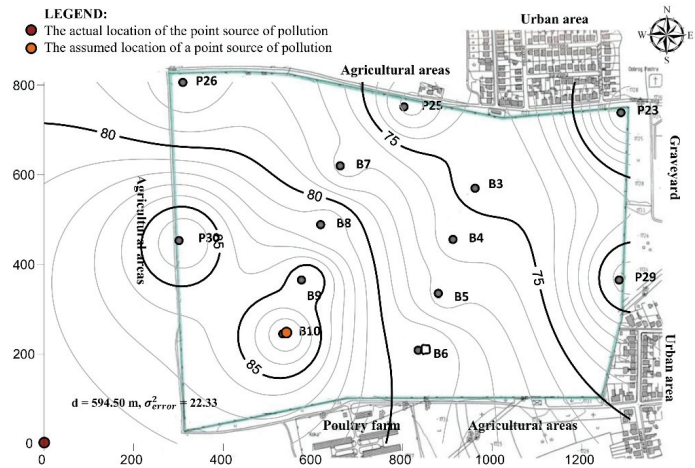 LEGEND:
The actual location of the point source of pollution
The assumed location of a point source of pollution
Urban area
N
W E
S
Agricultural areas
800
P26
P25
P23
80
75
Graveyard
B7
600
B3
80
B8
Agricultural areas
P30
85
B4
400
P29
B9
B5
75
B10
200
B6
85
Urban area
d = 594.50 m, σ²error = 22.33
Poultry farm
Agricultural areas
0
0 200 400 600 800 1000 1200